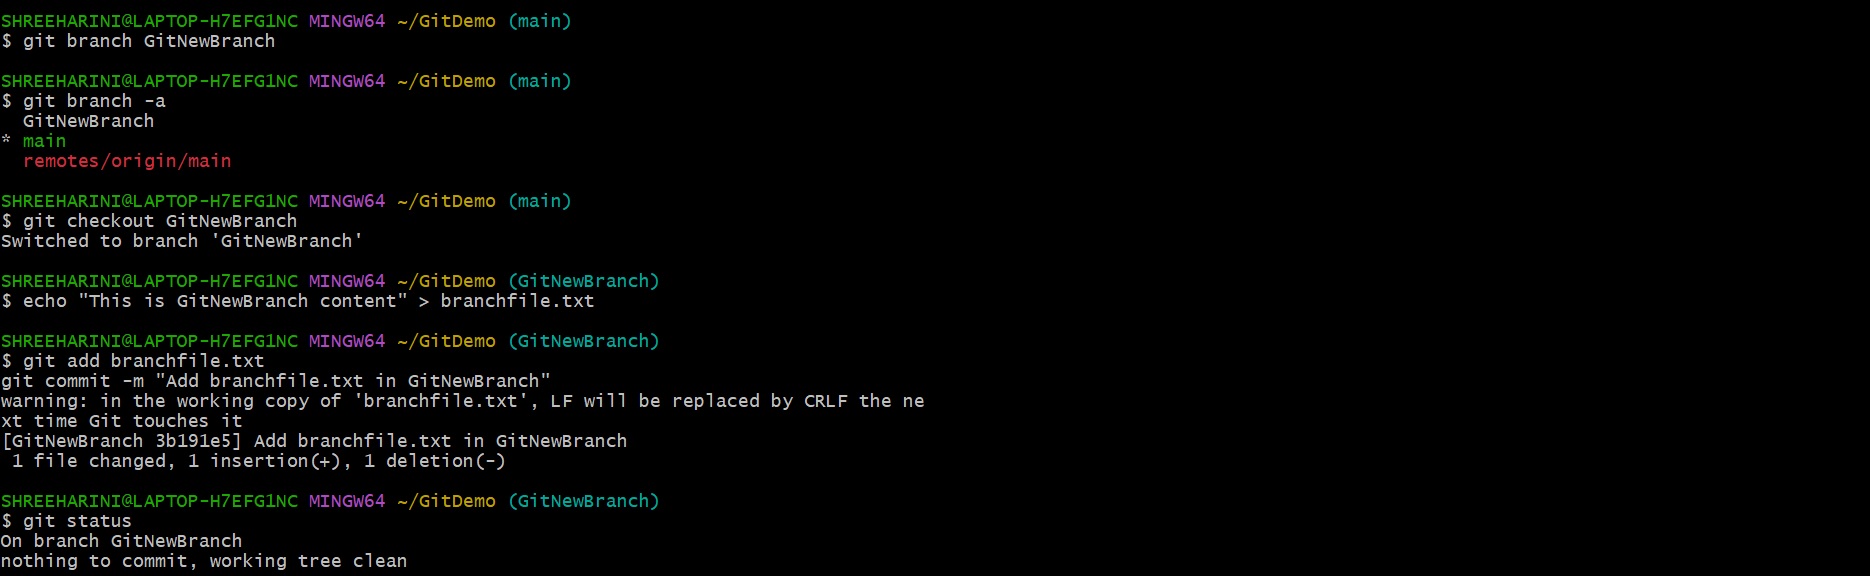 SHREEHARINI@LAPTOP-H7EFG1NC MINGW64 ~/GitDemo (main)
$ git branch GitNewBranch
SHREEHARINI@LAPTOP-H7EFG1NC MINGW64 ~/GitDemo (main)
$ git branch -a
  GitNewBranch
* main
  remotes/origin/main
SHREEHARINI@LAPTOP-H7EFG1NC MINGW64 ~/GitDemo (main)
$ git checkout GitNewBranch
Switched to branch 'GitNewBranch'
SHREEHARINI@LAPTOP-H7EFG1NC MINGW64 ~/GitDemo (GitNewBranch)
$ echo "This is GitNewBranch content" > branchfile.txt
SHREEHARINI@LAPTOP-H7EFG1NC MINGW64 ~/GitDemo (GitNewBranch)
$ git add branchfile.txt
git commit -m "Add branchfile.txt in GitNewBranch"
warning: in the working copy of 'branchfile.txt', LF will be replaced by CRLF the ne
xt time Git touches it
[GitNewBranch 3b191e5] Add branchfile.txt in GitNewBranch
 1 file changed, 1 insertion(+), 1 deletion(-)
SHREEHARINI@LAPTOP-H7EFG1NC MINGW64 ~/GitDemo (GitNewBranch)
$ git status
On branch GitNewBranch
nothing to commit, working tree clean